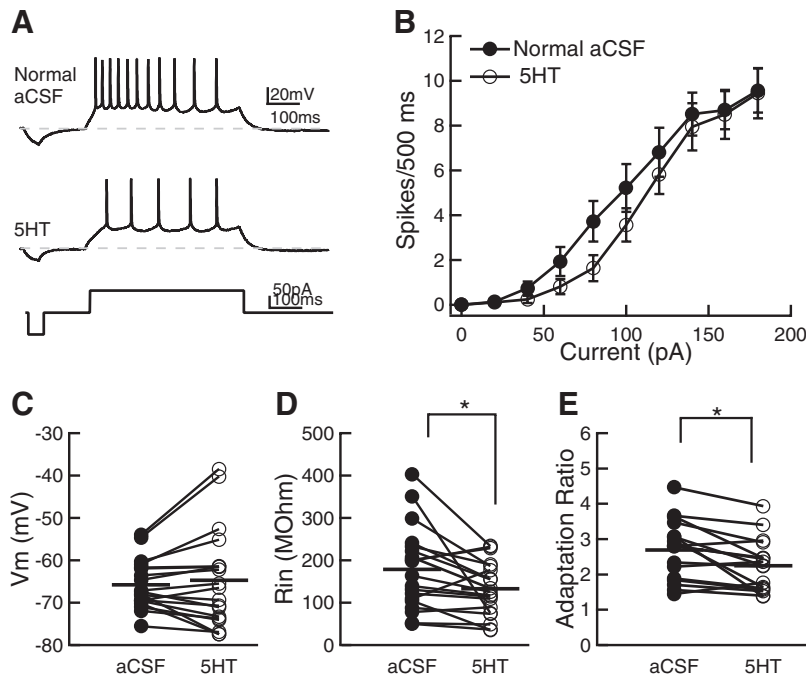 A
Normal
aCSF
20mV
100ms
5HT
50pA
100ms
B
12
10
8
6
4
2
0
Spikes/500 ms
Normal aCSF
5HT
0
50
100
150
200
Current (pA)
C
-30
-40
-50
-60
-70
-80
Vm (mV)
aCSF
5HT
D
500
400
300
200
100
0
Rin (MOhm)
*
aCSF
5HT
E
6
5
4
3
2
1
0
Adaptation Ratio
*
aCSF
5HT